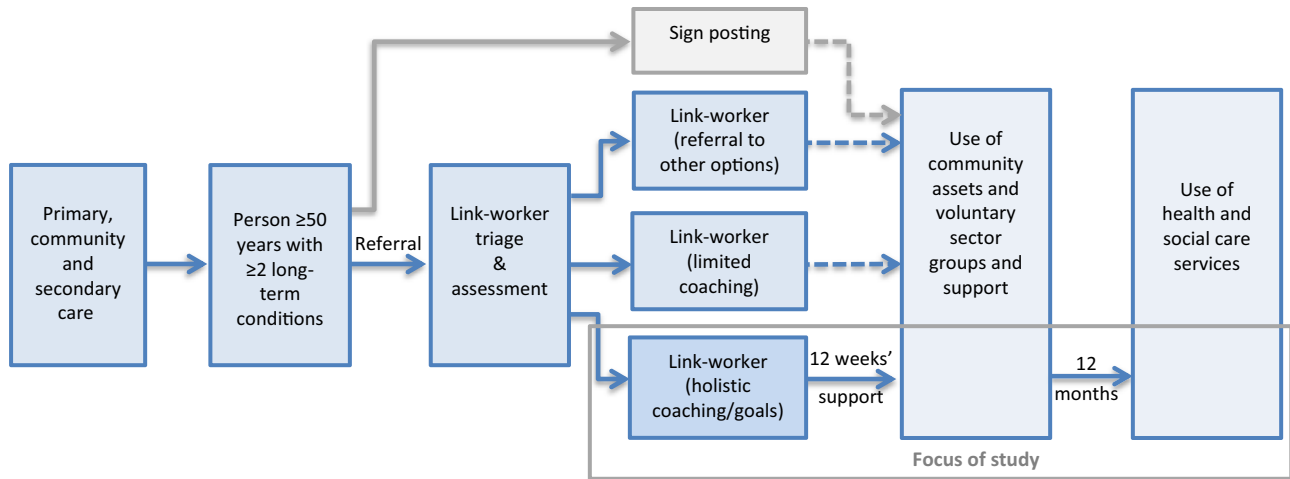 Primary,
community
and
secondary
care
Person ≥50
years with
≥2 long-
term
conditions
Referral
Link-worker
triage
&
assessment
Sign posting
Link-worker
(referral to
other options)
Link-worker
(limited
coaching)
Link-worker
(holistic
coaching/goals)
12 weeks’
support
Use of
community
assets and
voluntary
sector
groups and
support
12
months
Use of
health and
social care
services
Focus of study